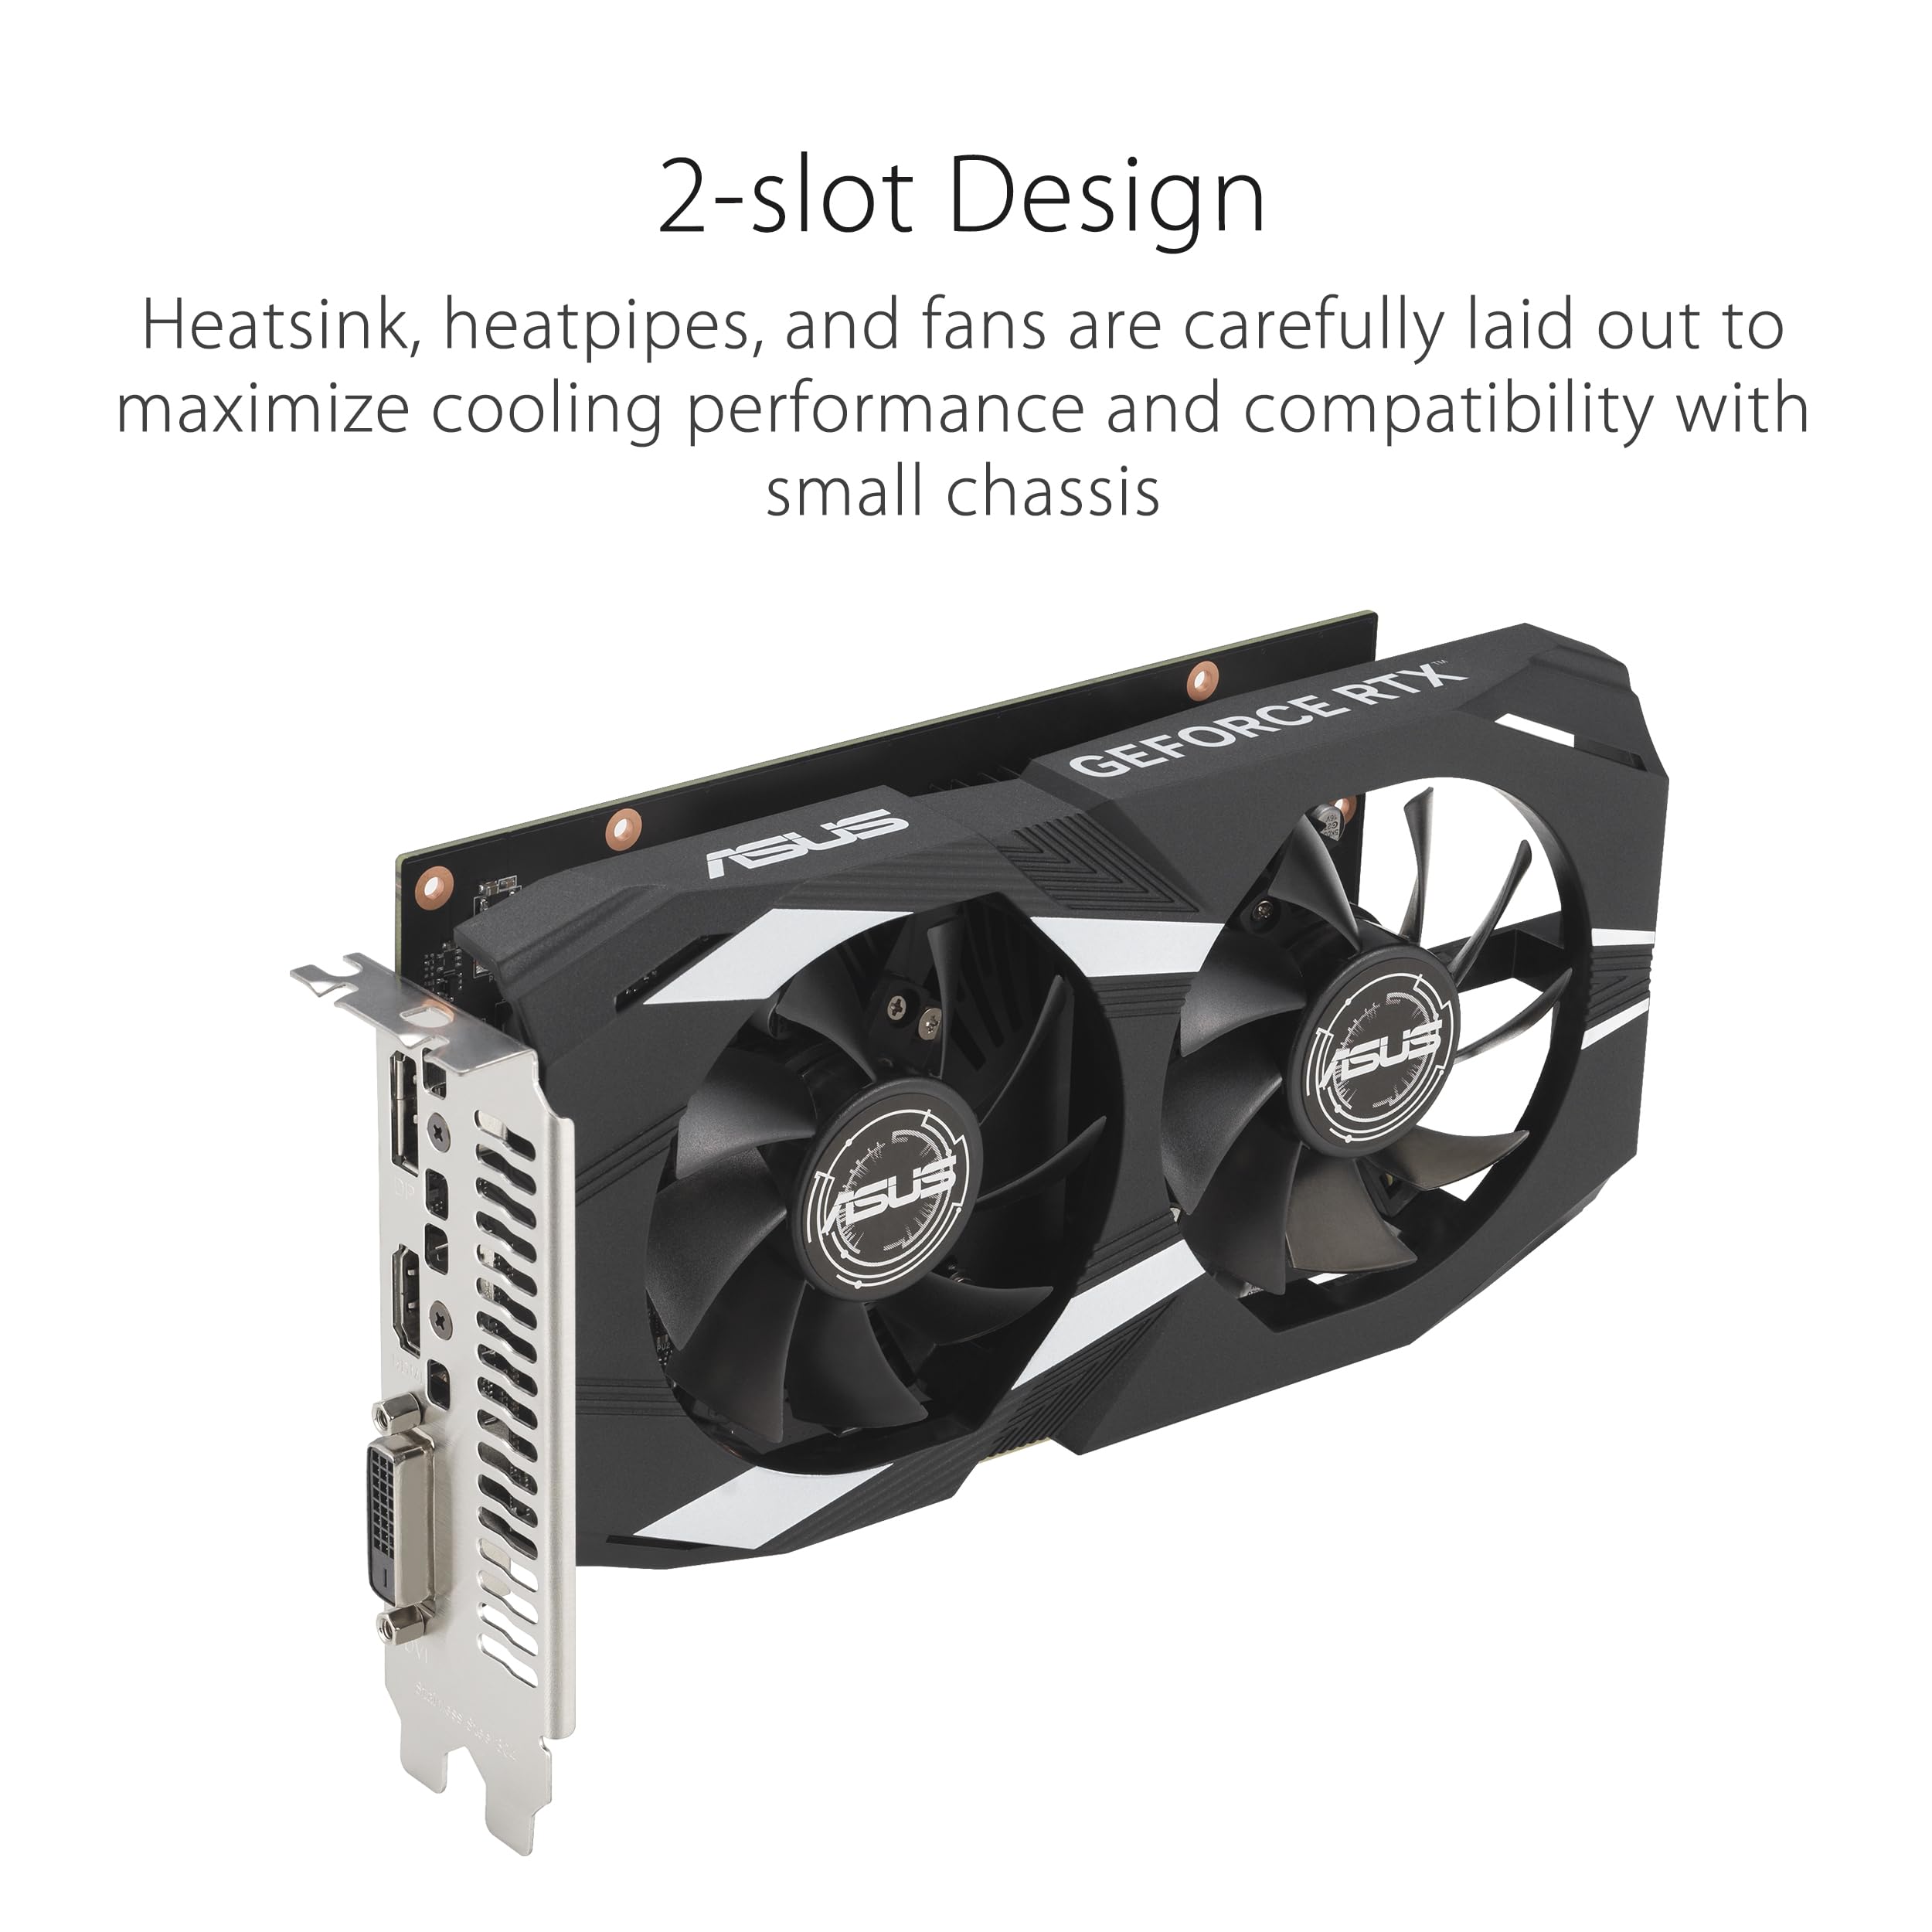 2-slot Design
Heatsink, heatpipes, and fans are carefully laid out to
maximize cooling performance and compatibility with
small chassis
GEFORCE RTX™
ASUS
ASUS
ASUS
DP
HDMI
DVI